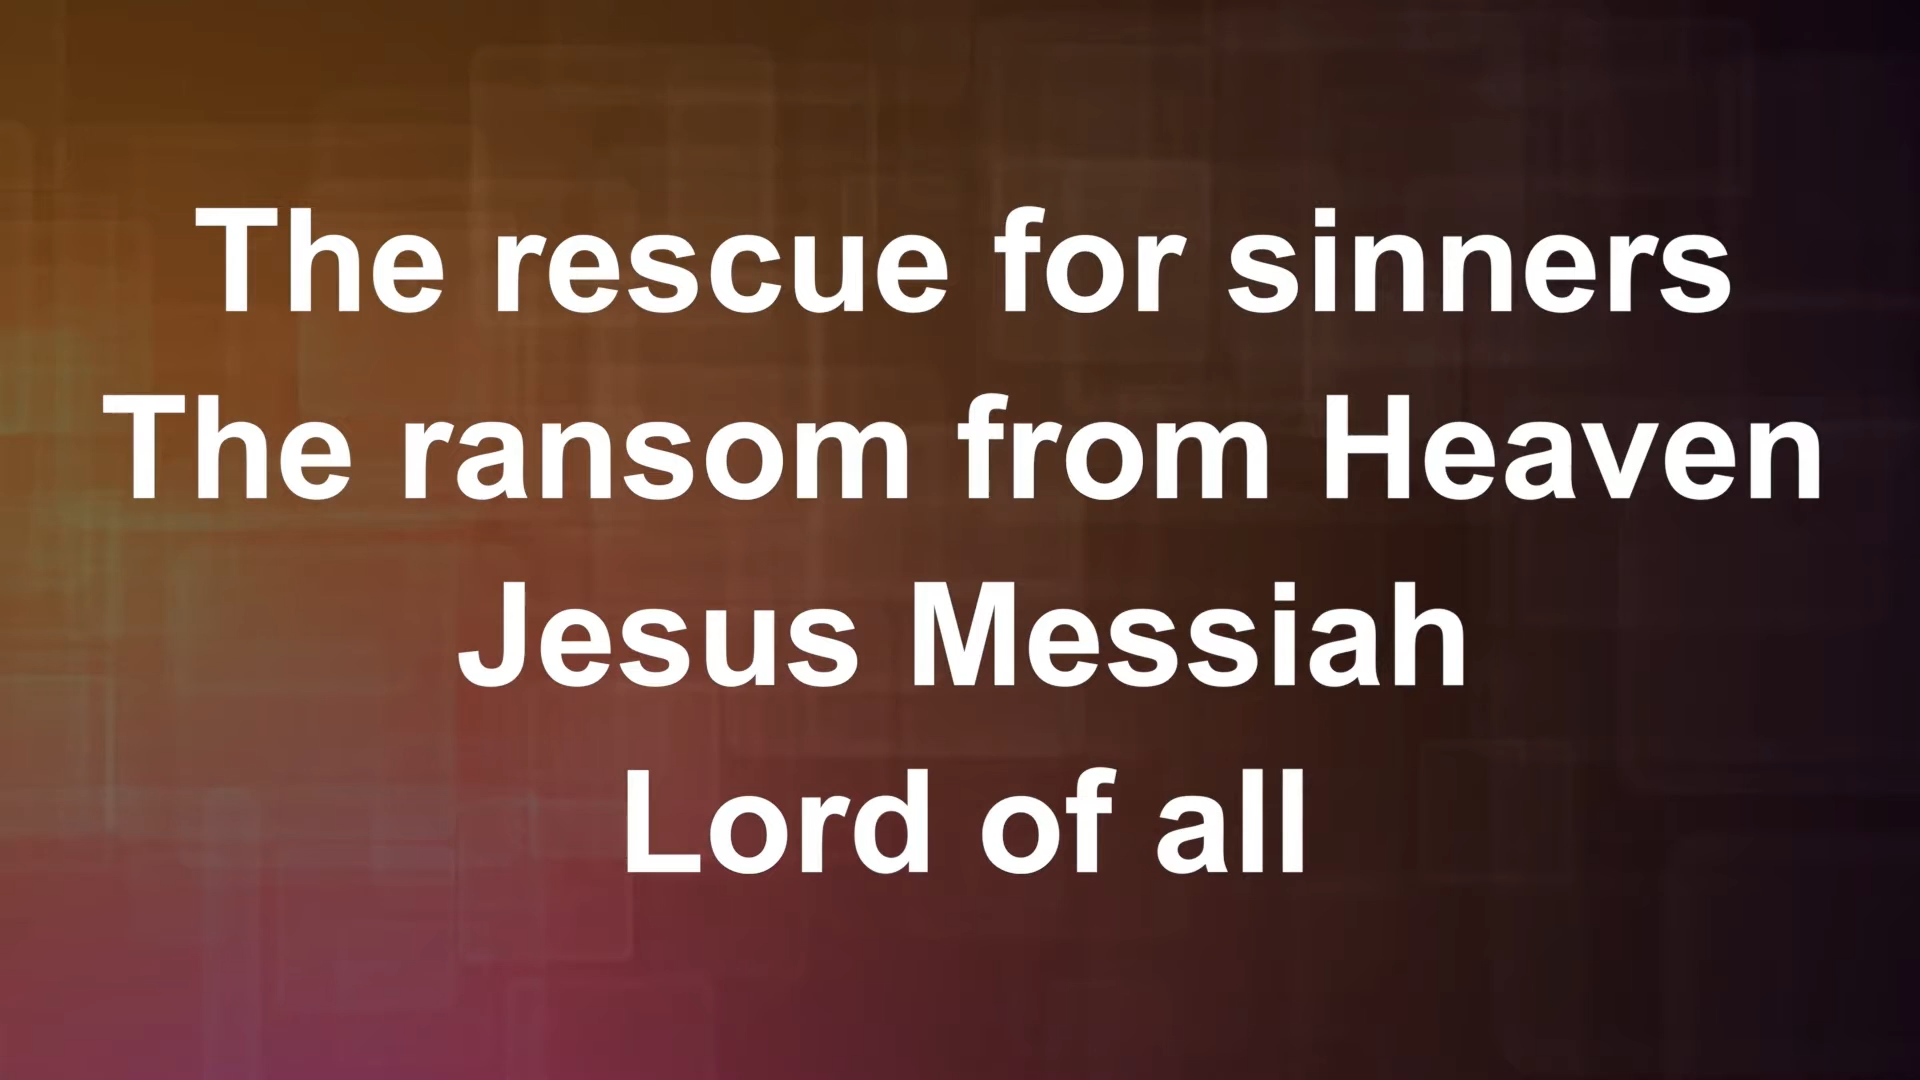 The rescue for sinners
The ransom from Heaven
Jesus Messiah
Lord of all